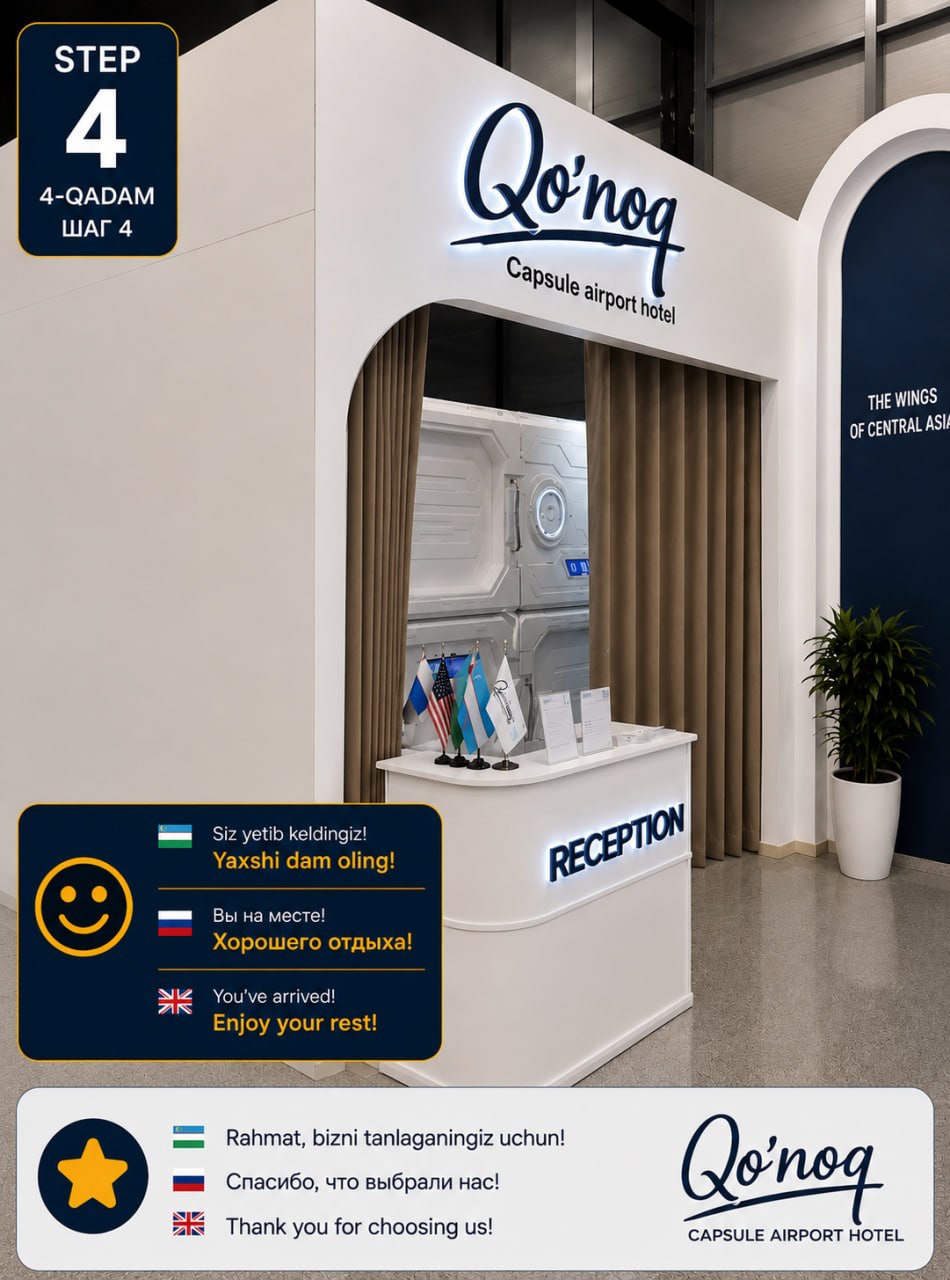 STEP
4
4-QADAM
ШАГ 4
Qo'noq
Capsule airport hotel
THE WINGS
OF CENTRAL ASIA
RECEPTION
Siz yetib keldingiz!
Yaxshi dam oling!
Вы на месте!
Хорошего отдыха!
You've arrived!
Enjoy your rest!
Rahmat, bizni tanlaganingiz uchun!
Спасибо, что выбрали нас!
Thank you for choosing us!
Qo'noq
CAPSULE AIRPORT HOTEL